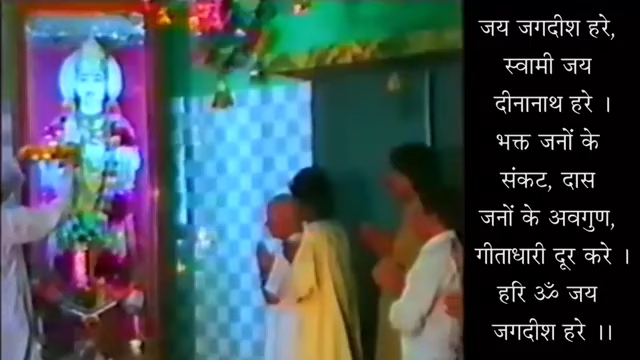 जय जगदीश हरे,
स्वामी जय
दीनानाथ हरे ।
भक्त जनों के
संकट, दास
जनों के अवगुण,
गीताधारी दूर करे ।
हरि ॐ जय
जगदीश हरे ।।